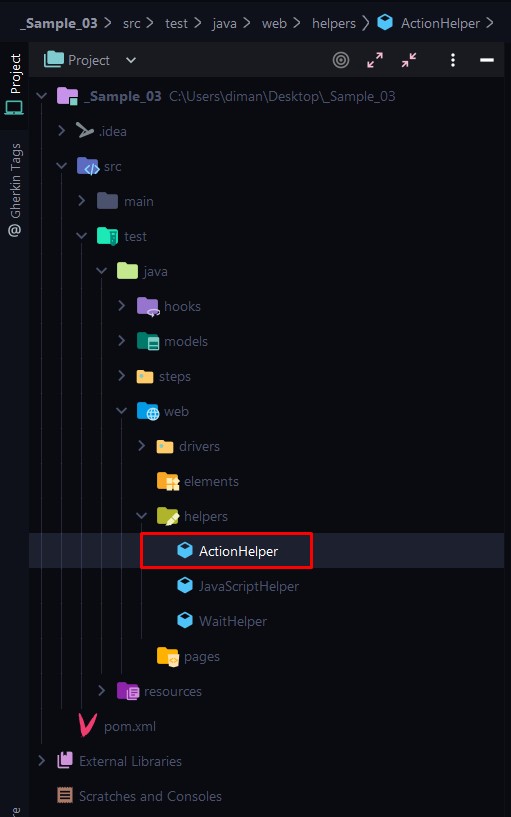 _Sample_03 > src > test > java > web > helpers > ActionHelper >
Project
Project
_Sample_03 C:\Users\diman\Desktop\_Sample_03
.idea
src
main
test
java
hooks
models
steps
web
drivers
elements
helpers
ActionHelper
JavaScriptHelper
WaitHelper
pages
resources
pom.xml
External Libraries
Scratches and Consoles
@ Gherkin Tags